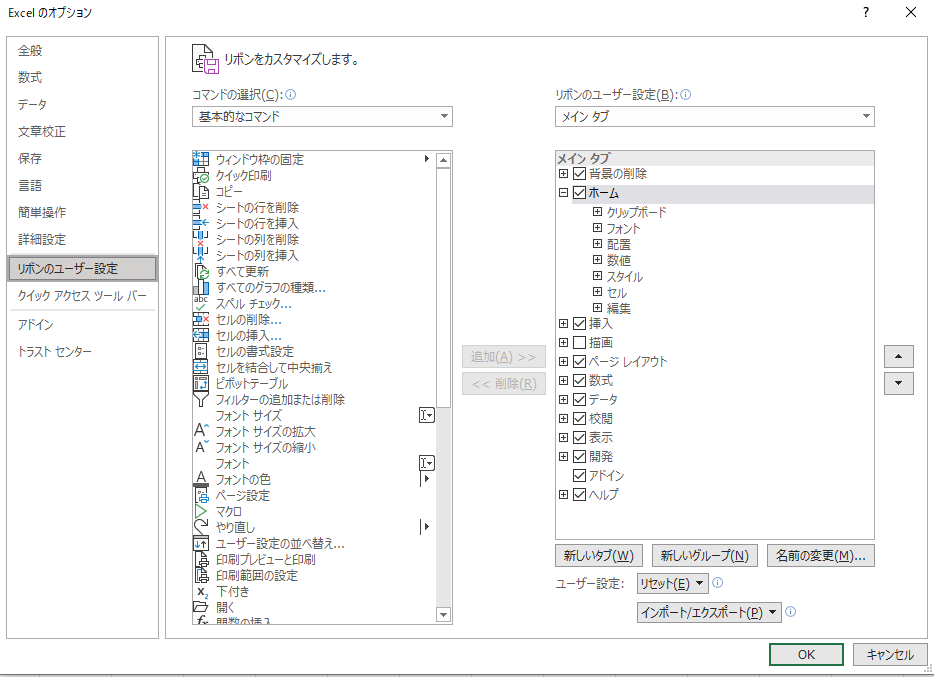 Excel のオプション
?
全般
数式
データ
文章校正
保存
言語
簡単操作
詳細設定
リボンのユーザー設定
クイック アクセス ツール バー
アドイン
トラスト センター
リボンをカスタマイズします。
コマンドの選択(C):
基本的なコマンド
ウィンドウ枠の固定
クイック印刷
コピー
シートの行を削除
シートの行を挿入
シートの列を削除
シートの列を挿入
すべて更新
すべてのグラフの種類...
スペル チェック...
セルの削除...
セルの挿入...
セルの書式設定
セルを結合して中央揃え
ピボットテーブル
フィルターの追加または削除
フォント サイズ
フォント サイズの拡大
フォント サイズの縮小
フォント
フォントの色
ページ設定
マクロ
やり直し
ユーザー設定の並べ替え...
印刷プレビューと印刷
印刷範囲の設定
下付き
開く
関数の挿入
追加(A) >>
<< 削除(R)
リボンのユーザー設定(B):
メイン タブ
メイン タブ
背景の削除
ホーム
クリップボード
フォント
配置
数値
スタイル
セル
編集
挿入
描画
ページ レイアウト
数式
データ
校閲
表示
開発
アドイン
ヘルプ
新しいタブ(W)
新しいグループ(N)
名前の変更(M)...
ユーザー設定:
リセット(E)
インポート/エクスポート(P)
OK
キャンセル